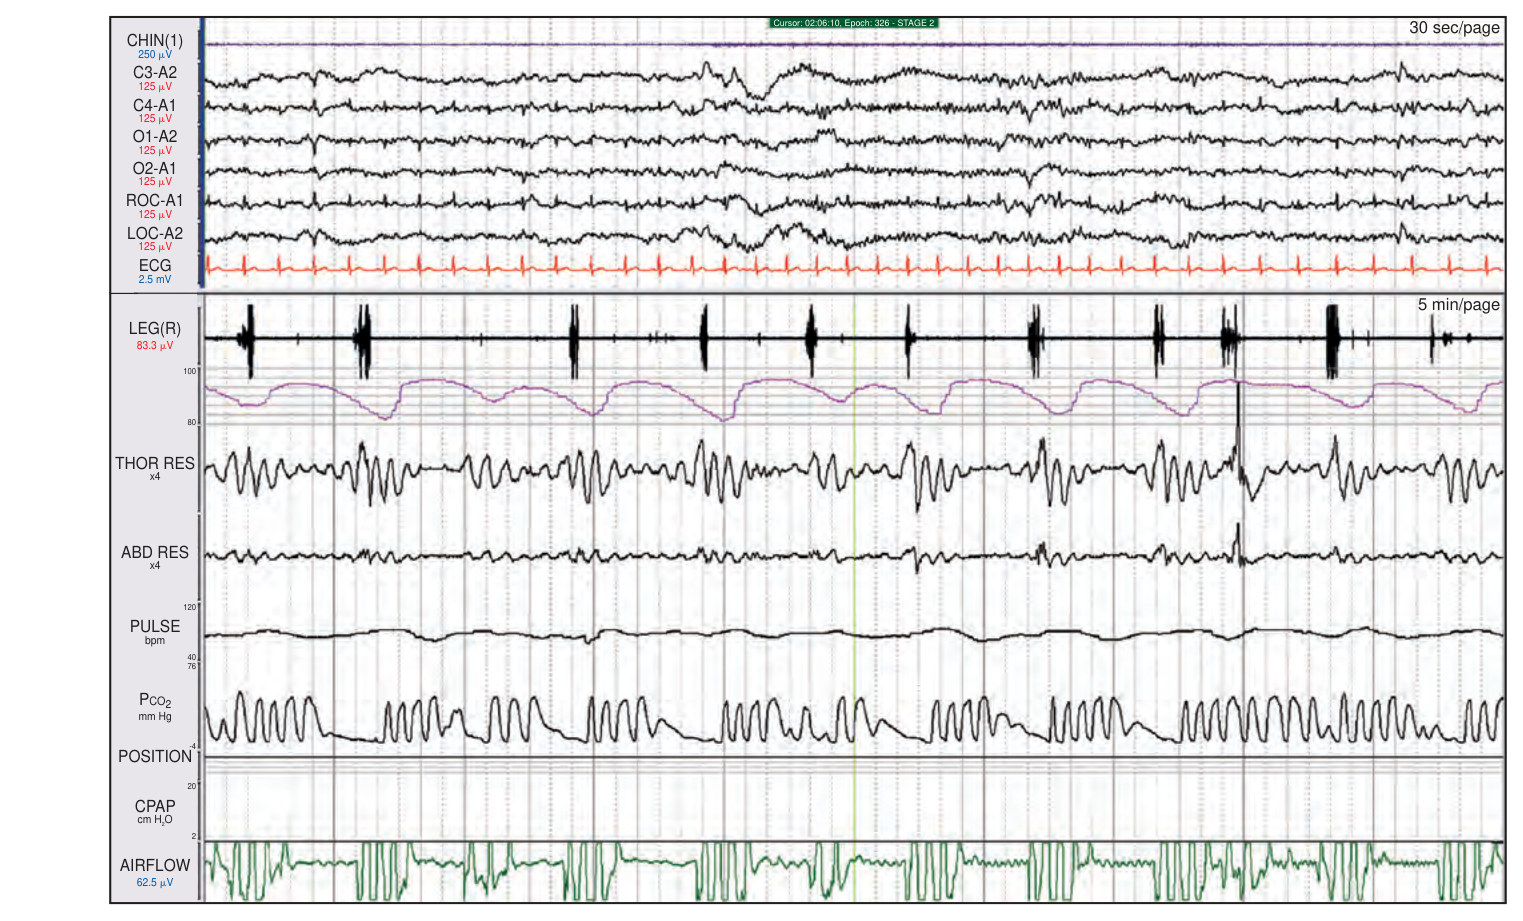 Cursor: 02:06:10, Epoch: 326 - STAGE 2
30 sec/page
CHIN(1)
250 µV
C3-A2
125 µV
C4-A1
125 µV
O1-A2
125 µV
O2-A1
125 µV
ROC-A1
125 µV
LOC-A2
125 µV
ECG
2.5 mV
5 min/page
LEG(R)
83.3 µV
100
80
THOR RES
x4
ABD RES
x4
120
PULSE
bpm
40
76
PCO2
mm Hg
-4
POSITION
20
CPAP
cm H2O
2
AIRFLOW
62.5 µV